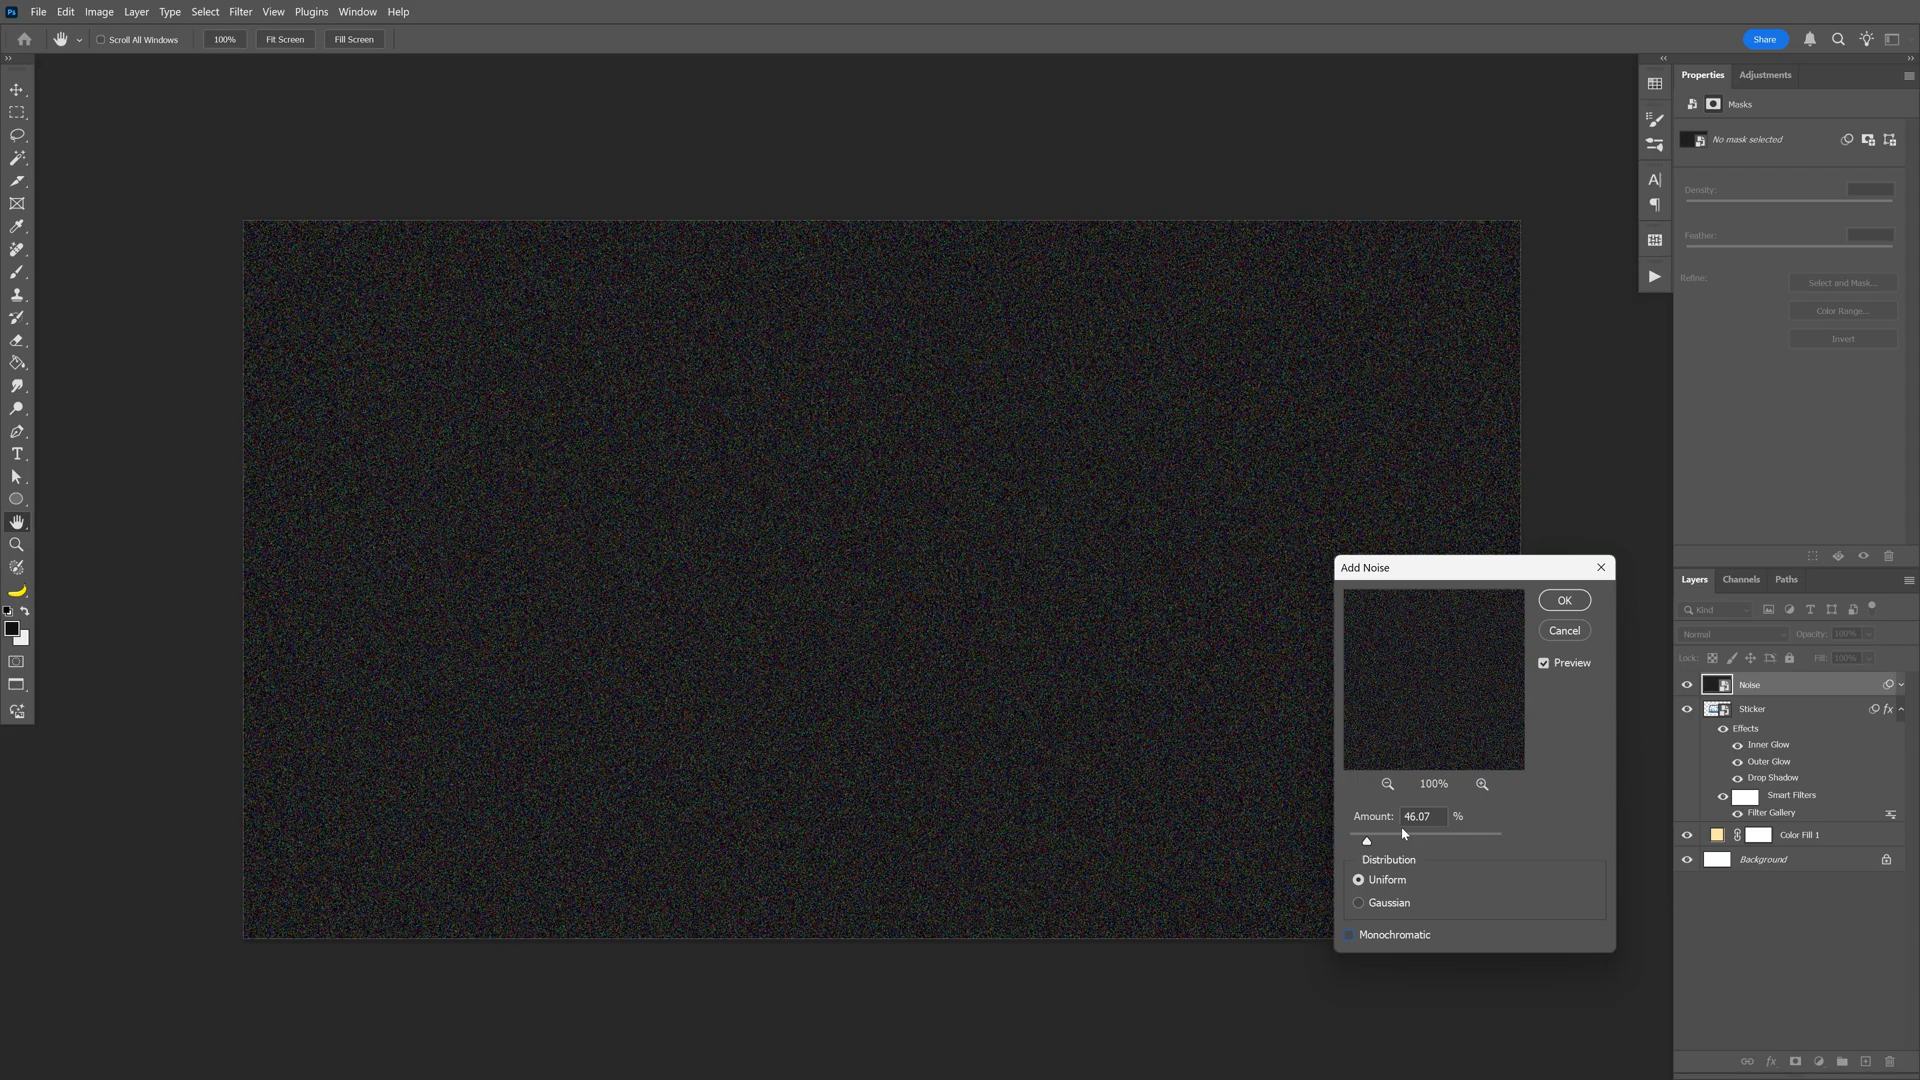 Ps File Edit Image Layer Type Select Filter View Plugins Window Help
Scroll All Windows 100% Fit Screen Fill Screen Share
Properties Adjustments
Masks
No mask selected
Density:
Feather:
Refine: Select and Mask...
Color Range...
Invert
Add Noise
OK
Cancel
Preview
100%
Amount: 46.07 %
Distribution
Uniform
Gaussian
Monochromatic
Layers Channels Paths
Kind
Normal Opacity: 100%
Lock: Fill: 100%
Noise
Sticker fx
Effects
Inner Glow
Outer Glow
Drop Shadow
Smart Filters
Filter Gallery
Color Fill 1
Background
fx